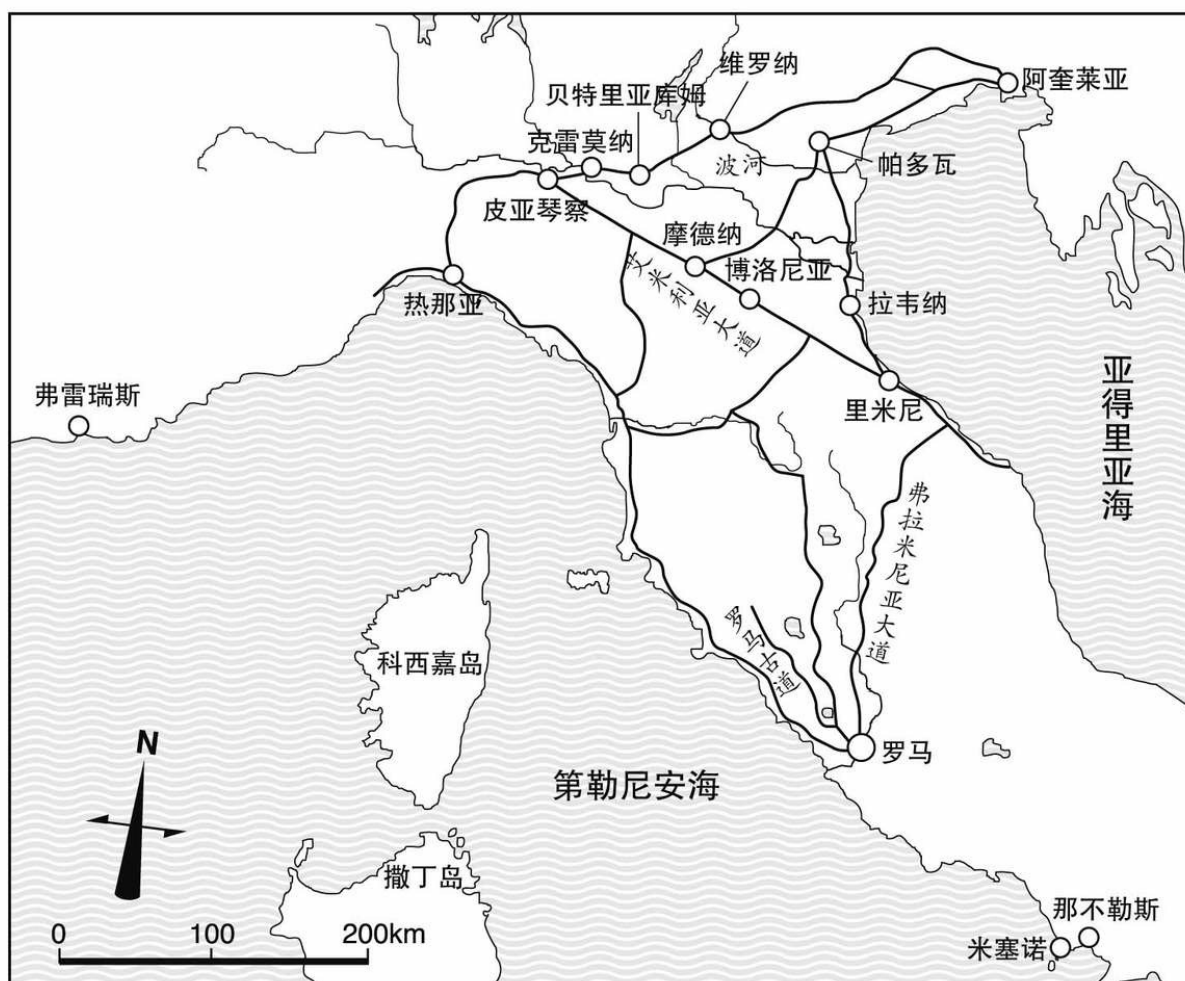 维罗纳
阿奎莱亚
贝特里亚库姆
克雷莫纳
波河
帕多瓦
皮亚琴察
摩德纳
博洛尼亚
艾米利亚大道
热那亚
拉韦纳
弗雷瑞斯
里米尼
亚得里亚海
弗拉米尼亚大道
罗马古道
科西嘉岛
N
罗马
第勒尼安海
撒丁岛
那不勒斯
米塞诺
0 100 200km